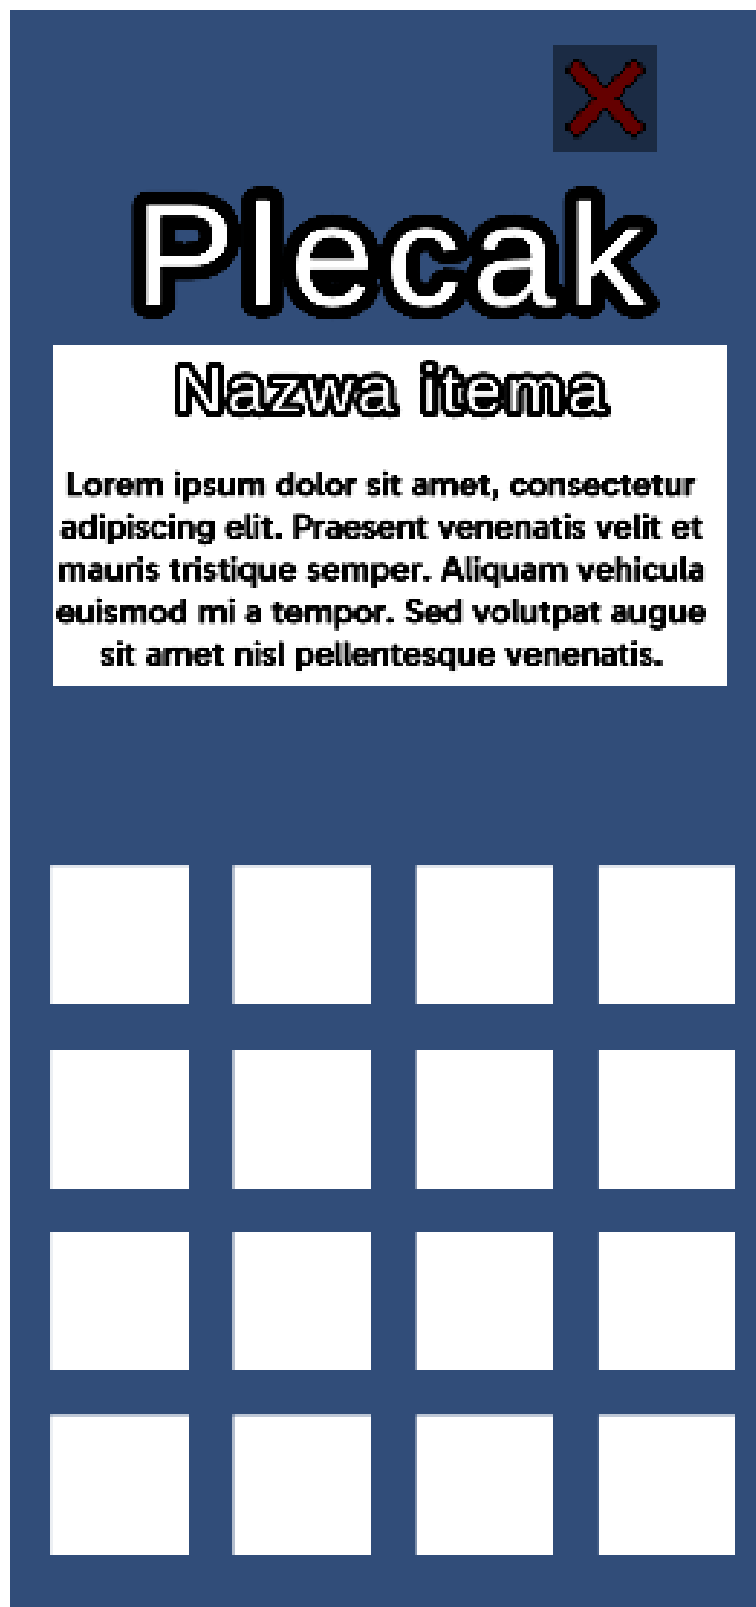 Plecak
Nazwa itema
Lorem ipsum dolor sit amet, consectetur
adipiscing elit. Praesent venenatis velit et
mauris tristique semper. Aliquam vehicula
euismod mi a tempor. Sed volutpat augue
sit amet nisl pellentesque venenatis.